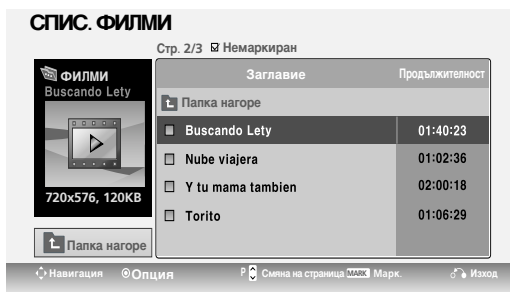 СПИС. ФИЛМИ
Стр. 2/3 ☑ Немаркиран
ФИЛМИ
Buscando Lety
720x576, 120KB
Папка нагоре
Заглавие Продължителност
Папка нагоре
Buscando Lety 01:40:23
Nube viajera 01:02:36
Y tu mama tambien 02:00:18
Torito 01:06:29
Навигация Опция P Смяна на страница MARK Марк. Изход